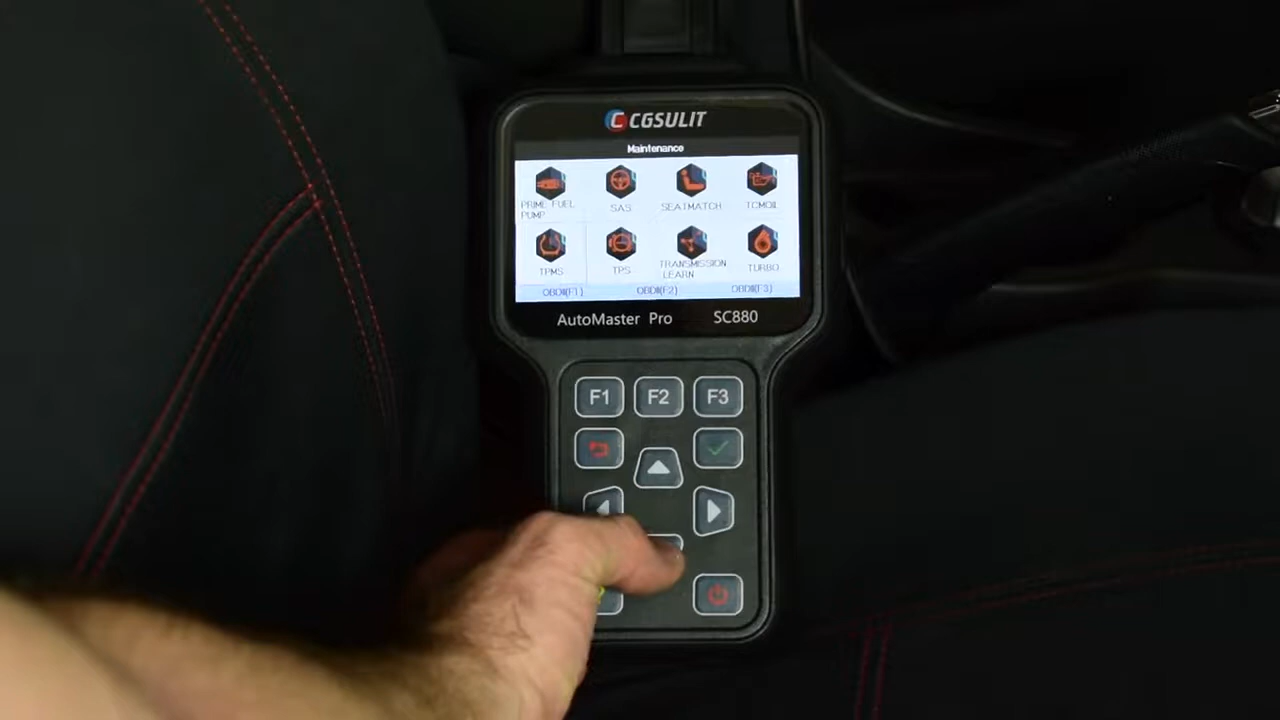 CGSULIT
Maintenance
PRIME FUEL PUMP
SAS
SEATMATCH
TCMOIL
TPMS
TPS
TRANSMISSION LEARN
TURBO
OBDII(F1) OBDII(F2) OBDII(F3)
AutoMaster Pro SC880
F1 F2 F3